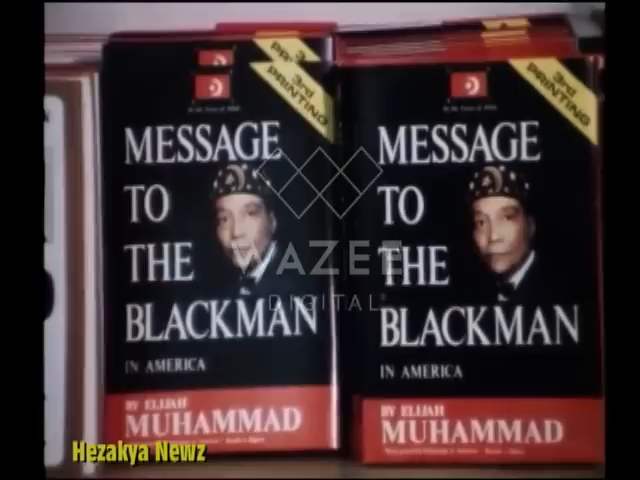 3rd
PRINTING
MESSAGE
TO
THE
BLACKMAN
IN AMERICA
BY ELIJAH
MUHAMMAD
3rd
PRINTING
MESSAGE
TO
THE
BLACKMAN
IN AMERICA
BY ELIJAH
MUHAMMAD
WAZEE
DIGITAL
Hezakya Newz